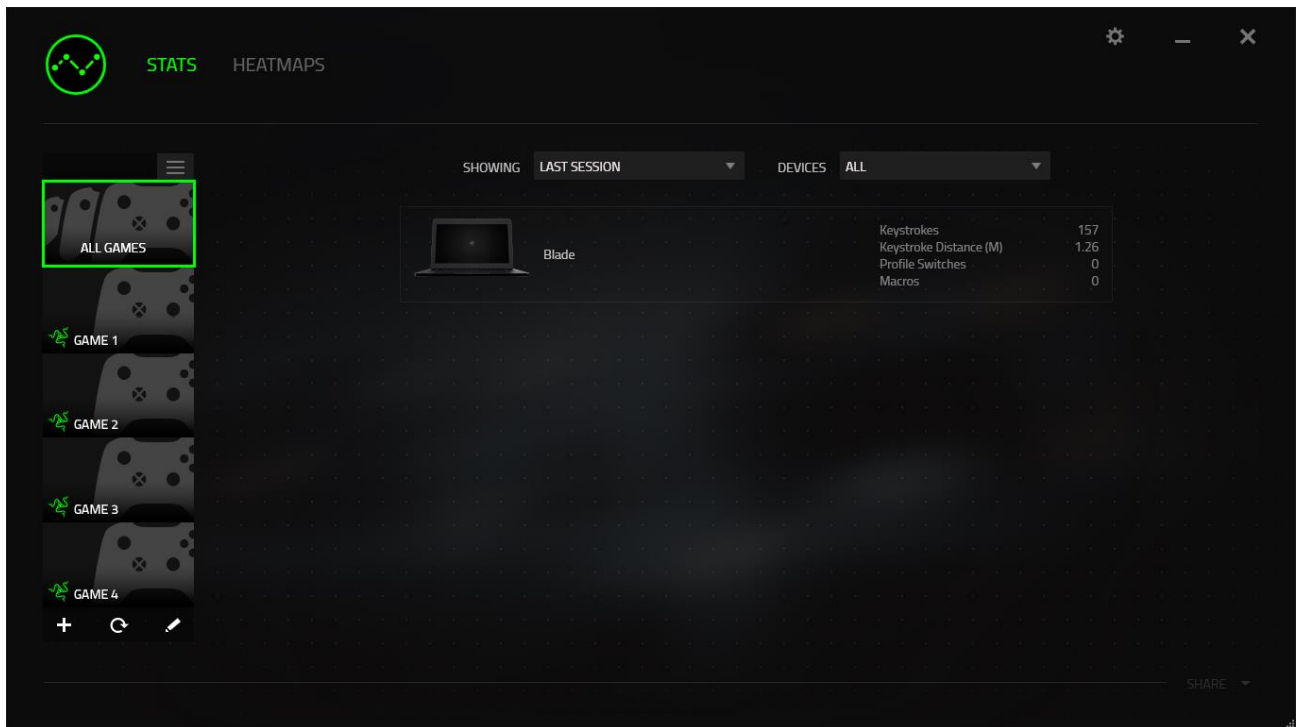 STATS HEATMAPS
SHOWING LAST SESSION DEVICES ALL
ALL GAMES
Blade
Keystrokes 157
Keystroke Distance (M) 1.26
Profile Switches 0
Macros 0
GAME 1
GAME 2
GAME 3
GAME 4
SHARE